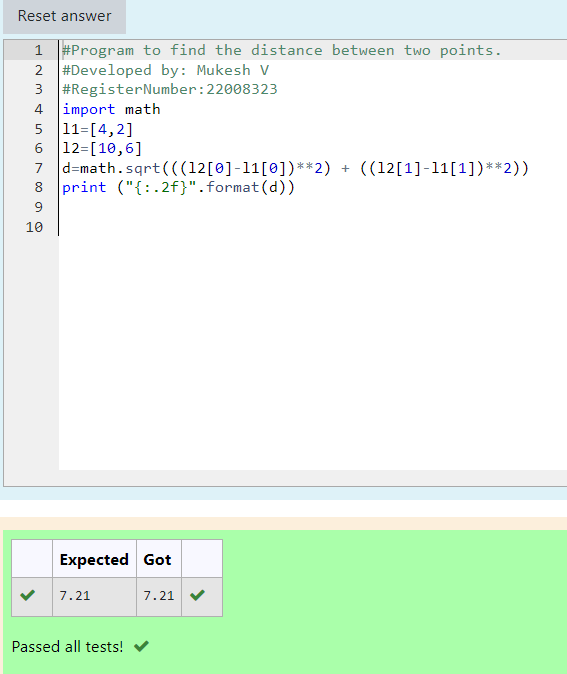 Reset answer
1 #Program to find the distance between two points.
2 #Developed by: Mukesh V
3 #RegisterNumber:22008323
4 import math
5 l1=[4,2]
6 l2=[10,6]
7 d=math.sqrt(((l2[0]-l1[0])**2) + ((l2[1]-l1[1])**2))
8 print ("{:.2f}".format(d))
9
10
Expected Got
7.21 7.21
Passed all tests!